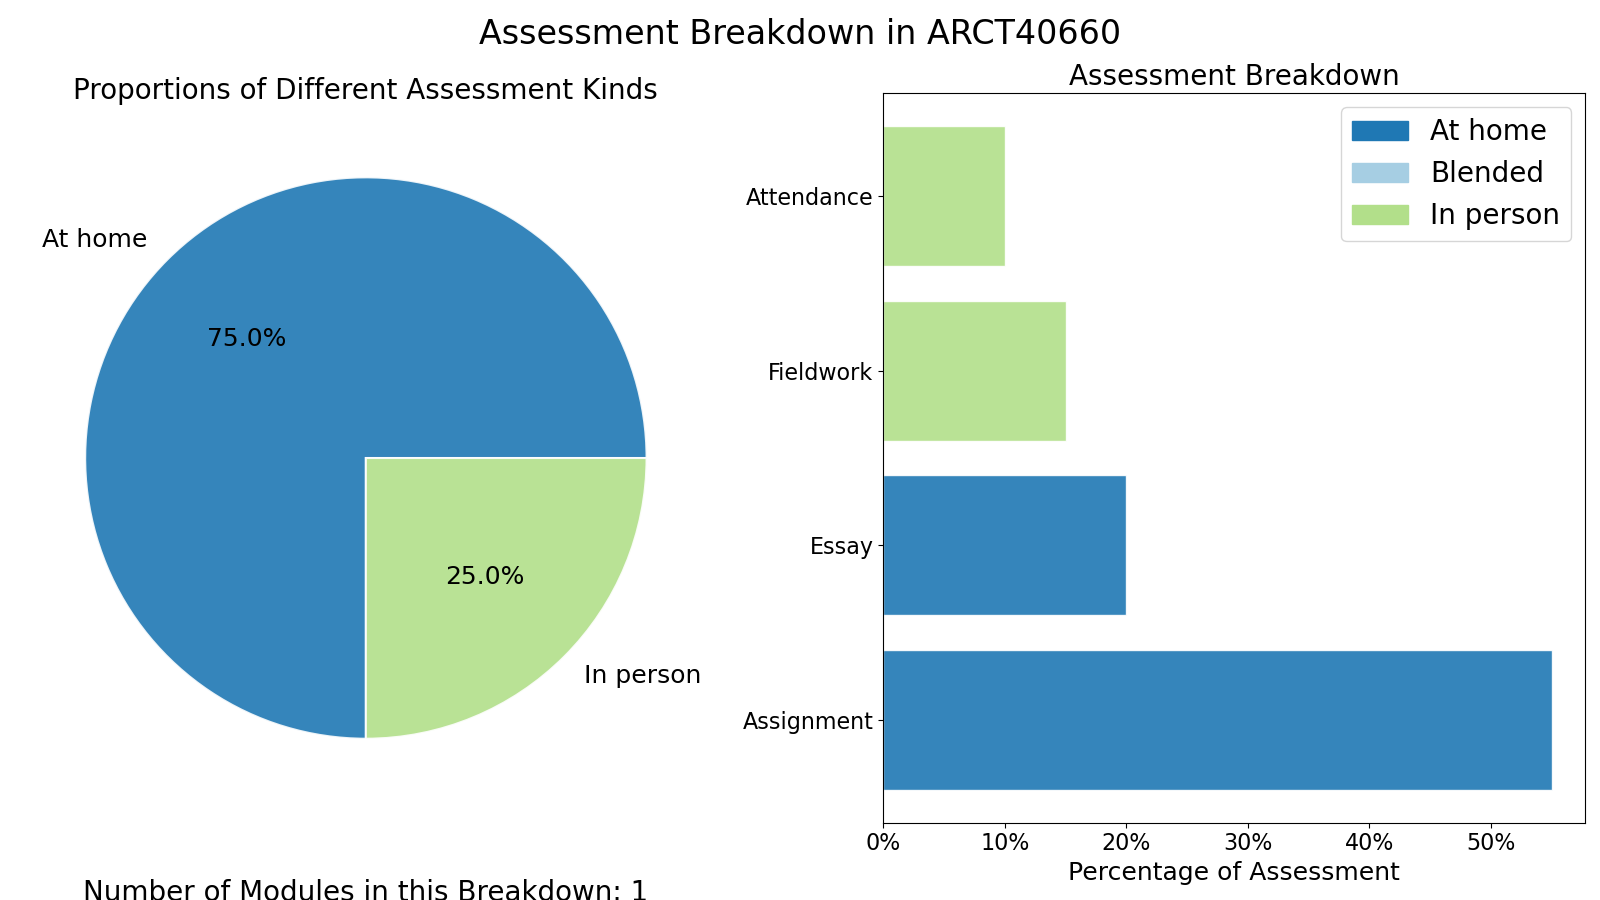 Assessment Breakdown in ARCT40660
Proportions of Different Assessment Kinds
At home
75.0%
25.0%
In person
Number of Modules in this Breakdown: 1
Assessment Breakdown
At home
Blended
In person
Attendance
Fieldwork
Essay
Assignment
0% 10% 20% 30% 40% 50%
Percentage of Assessment